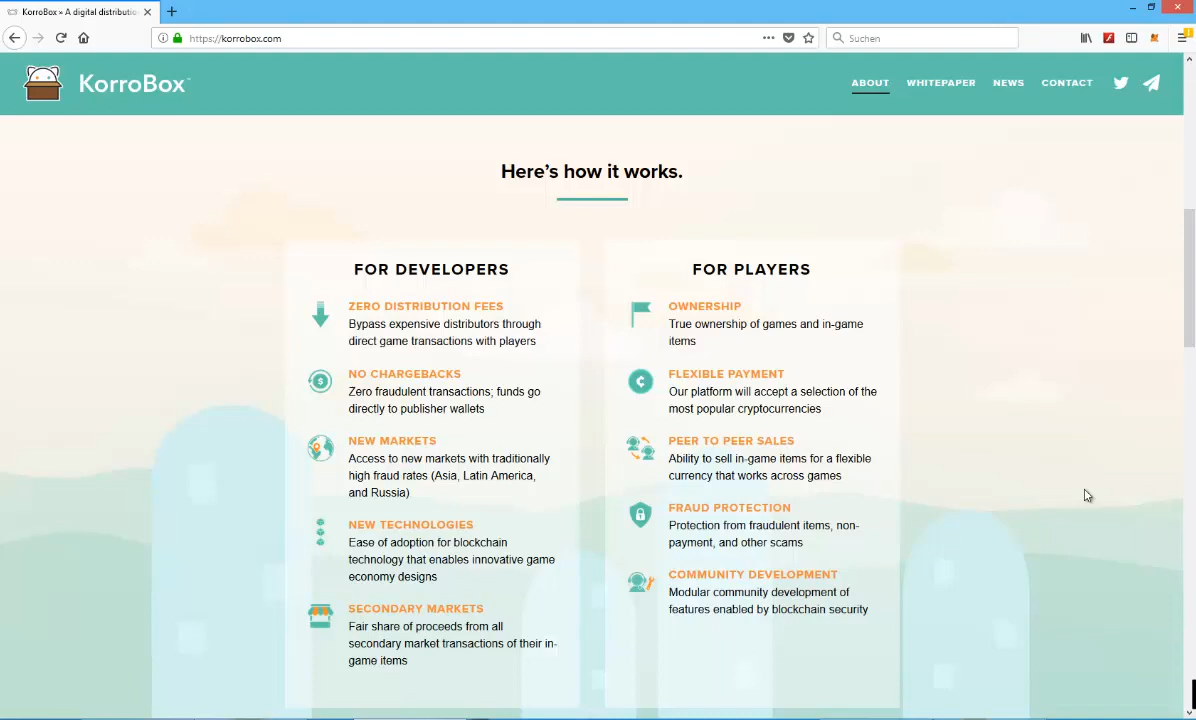 KorroBox » A digital distributio
https://korrobox.com
Suchen
KorroBox™
ABOUT
WHITEPAPER
NEWS
CONTACT
Here's how it works.
FOR DEVELOPERS
ZERO DISTRIBUTION FEES
Bypass expensive distributors through
direct game transactions with players
NO CHARGEBACKS
Zero fraudulent transactions; funds go
directly to publisher wallets
NEW MARKETS
Access to new markets with traditionally
high fraud rates (Asia, Latin America,
and Russia)
NEW TECHNOLOGIES
Ease of adoption for blockchain
technology that enables innovative game
economy designs
SECONDARY MARKETS
Fair share of proceeds from all
secondary market transactions of their in-
game items
FOR PLAYERS
OWNERSHIP
True ownership of games and in-game
items
FLEXIBLE PAYMENT
Our platform will accept a selection of the
most popular cryptocurrencies
PEER TO PEER SALES
Ability to sell in-game items for a flexible
currency that works across games
FRAUD PROTECTION
Protection from fraudulent items, non-
payment, and other scams
COMMUNITY DEVELOPMENT
Modular community development of
features enabled by blockchain security